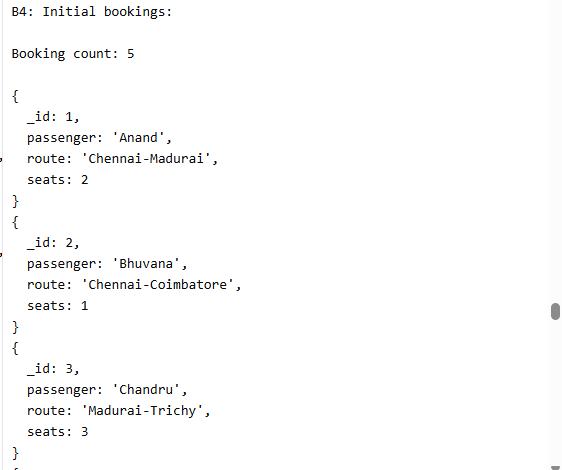 B4: Initial bookings:
Booking count: 5
{
  _id: 1,
  passenger: 'Anand',
  route: 'Chennai-Madurai',
  seats: 2
}
{
  _id: 2,
  passenger: 'Bhuvana',
  route: 'Chennai-Coimbatore',
  seats: 1
}
{
  _id: 3,
  passenger: 'Chandru',
  route: 'Madurai-Trichy',
  seats: 3
}